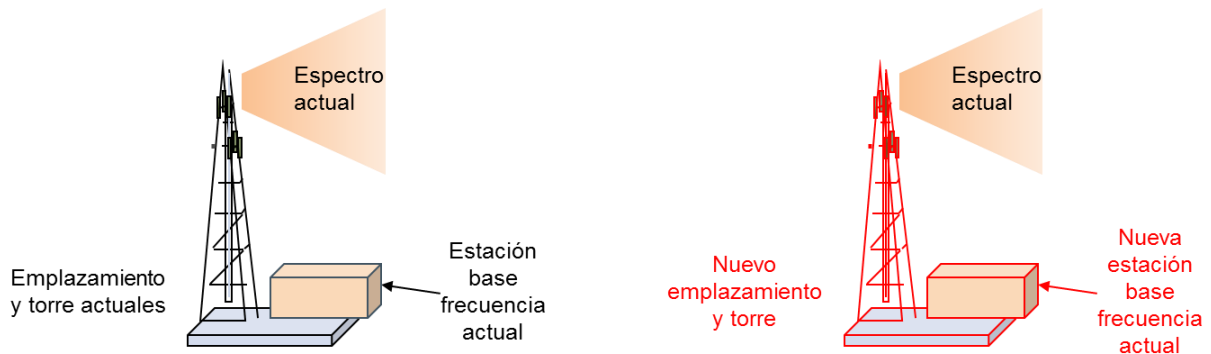 Espectro
actual
Emplazamiento
y torre actuales
Estación
base
frecuencia
actual
Espectro
actual
Nuevo
emplazamiento
y torre
Nueva
estación
base
frecuencia
actual